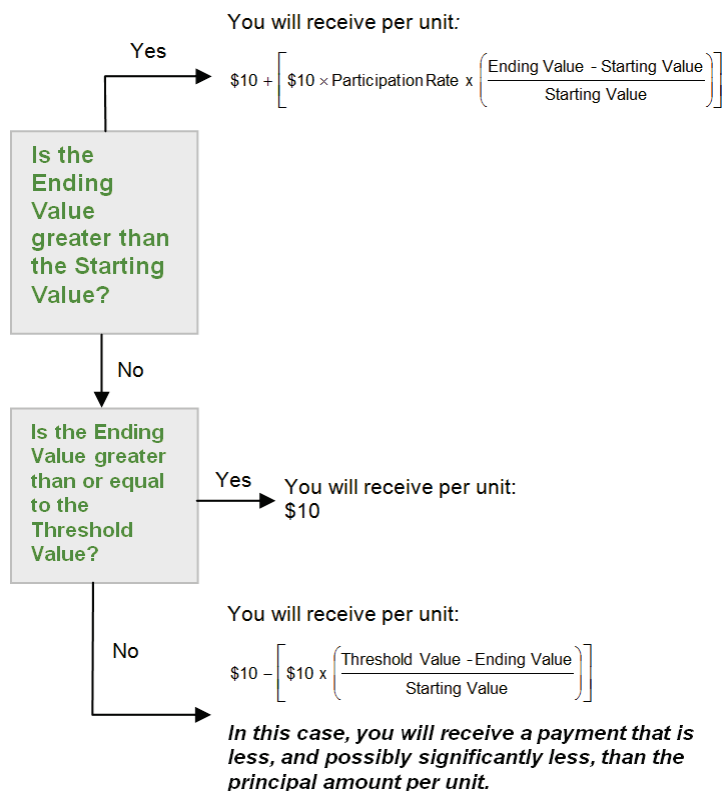 You will receive per unit:
Yes
$10 + [ $10 × Participation Rate x ( Ending Value - Starting Value
Starting Value ) ]
Is the
Ending
Value
greater than
the Starting
Value?
No
Is the Ending
Value greater
than or equal
to the
Threshold
Value?
Yes
You will receive per unit:
$10
You will receive per unit:
No
$10 – [ $10 x ( Threshold Value - Ending Value
Starting Value ) ]
In this case, you will receive a payment that is
less, and possibly significantly less, than the
principal amount per unit.